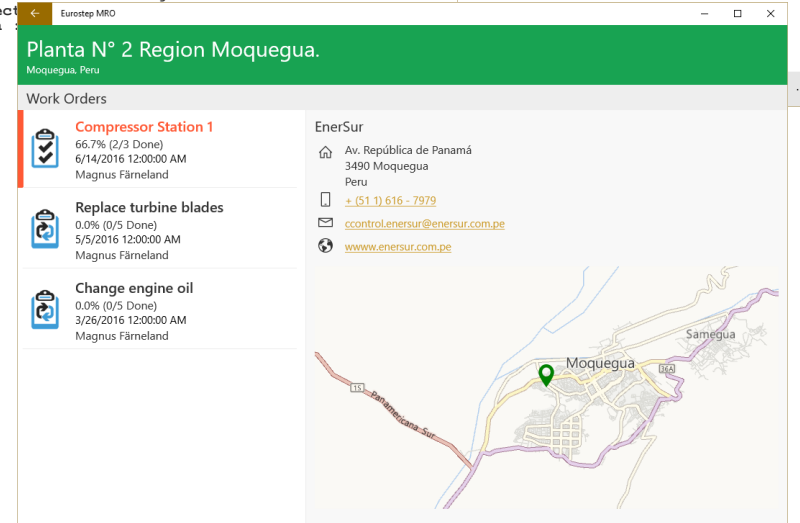 Eurostep MRO
Planta N° 2 Region Moquegua.
Moquegua, Peru
Work Orders
Compressor Station 1
66.7% (2/3 Done)
6/14/2016 12:00:00 AM
Magnus Färneland
Replace turbine blades
0.0% (0/5 Done)
5/5/2016 12:00:00 AM
Magnus Färneland
Change engine oil
0.0% (0/5 Done)
3/26/2016 12:00:00 AM
Magnus Färneland
EnerSur
Av. República de Panamá
3490 Moquegua
Peru
+ (51 1) 616 - 7979
ccontrol.enersur@enersur.com.pe
wwww.enersur.com.pe
Samegua
Moquegua
36A
1S
Panamericana Sur